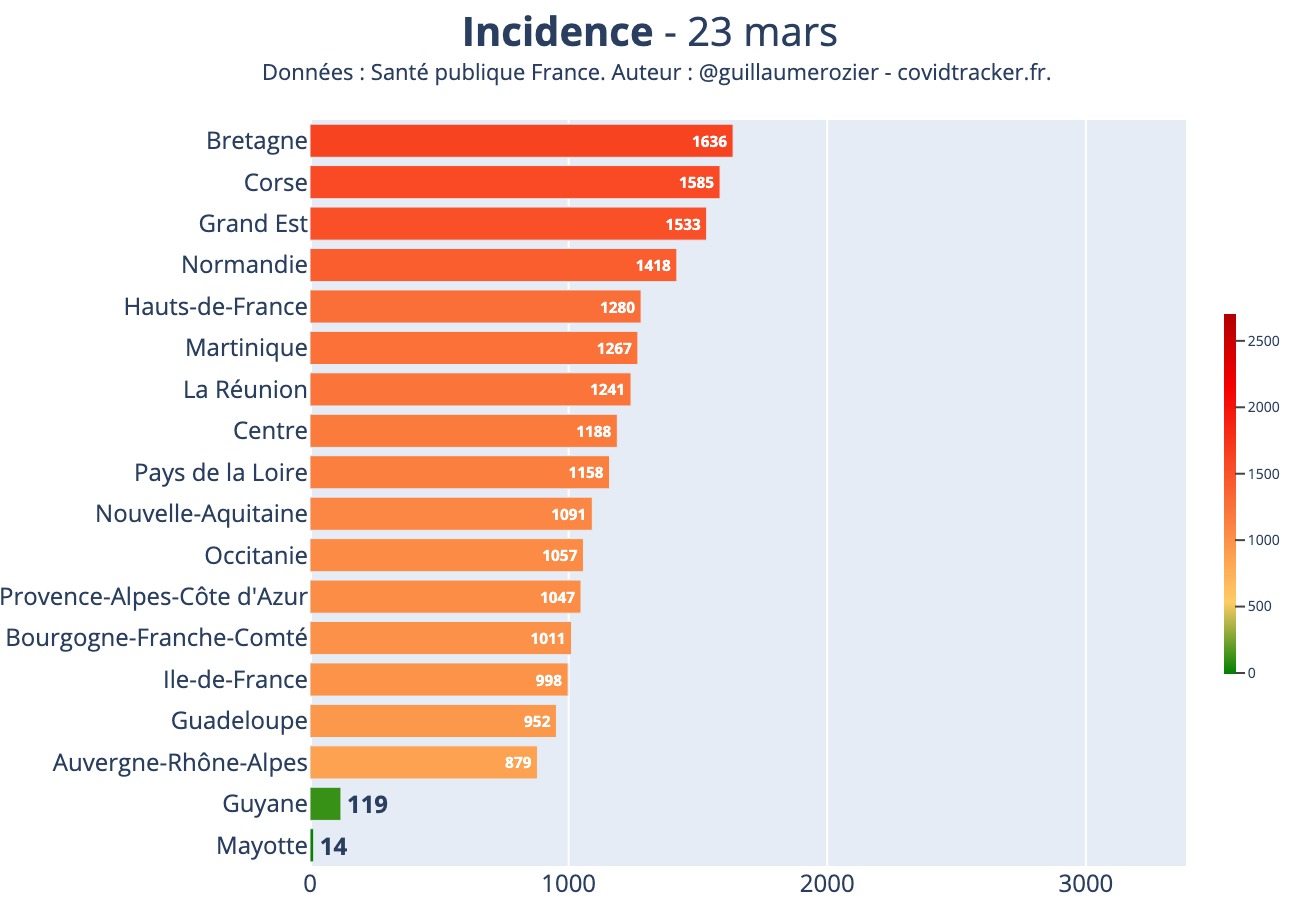 Incidence - 23 mars
Données : Santé publique France. Auteur : @guillaumerozier - covidtracker.fr.
Bretagne 1636
Corse 1585
Grand Est 1533
Normandie 1418
Hauts-de-France 1280
Martinique 1267
La Réunion 1241
Centre 1188
Pays de la Loire 1158
Nouvelle-Aquitaine 1091
Occitanie 1057
Provence-Alpes-Côte d'Azur 1047
Bourgogne-Franche-Comté 1011
Ile-de-France 998
Guadeloupe 952
Auvergne-Rhône-Alpes 879
Guyane 119
Mayotte 14
0 1000 2000 3000
2500
2000
1500
1000
500
0